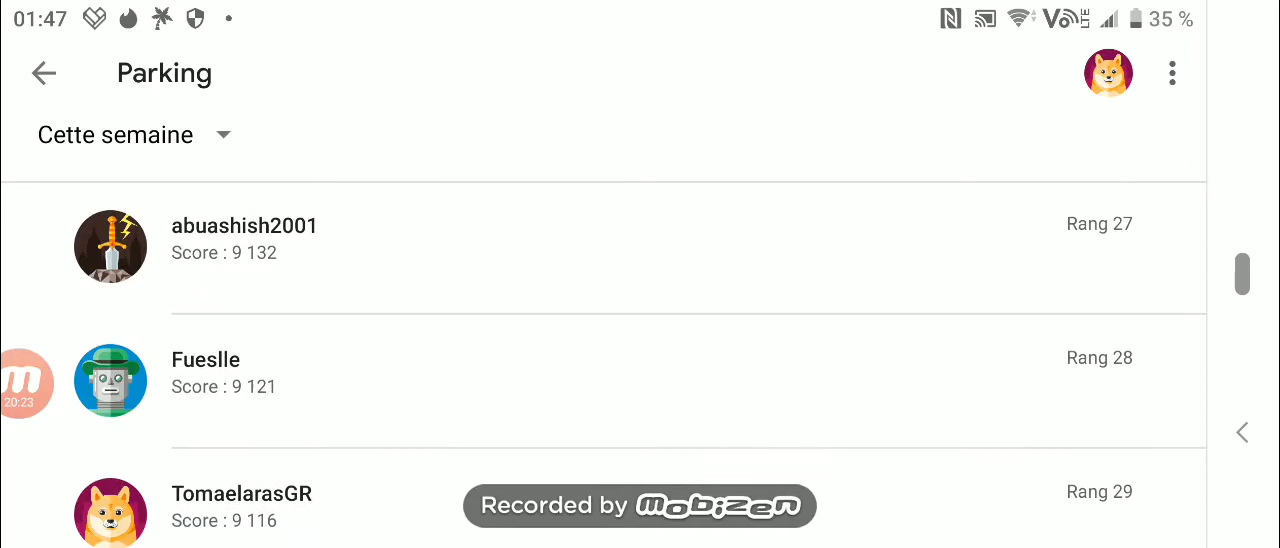 01:47
LTE 35 %
Parking
Cette semaine
abuashish2001
Rang 27
Score : 9 132
Fueslle
Rang 28
Score : 9 121
20:23
TomaelarasGR
Rang 29
Score : 9 116
Recorded by mobizen